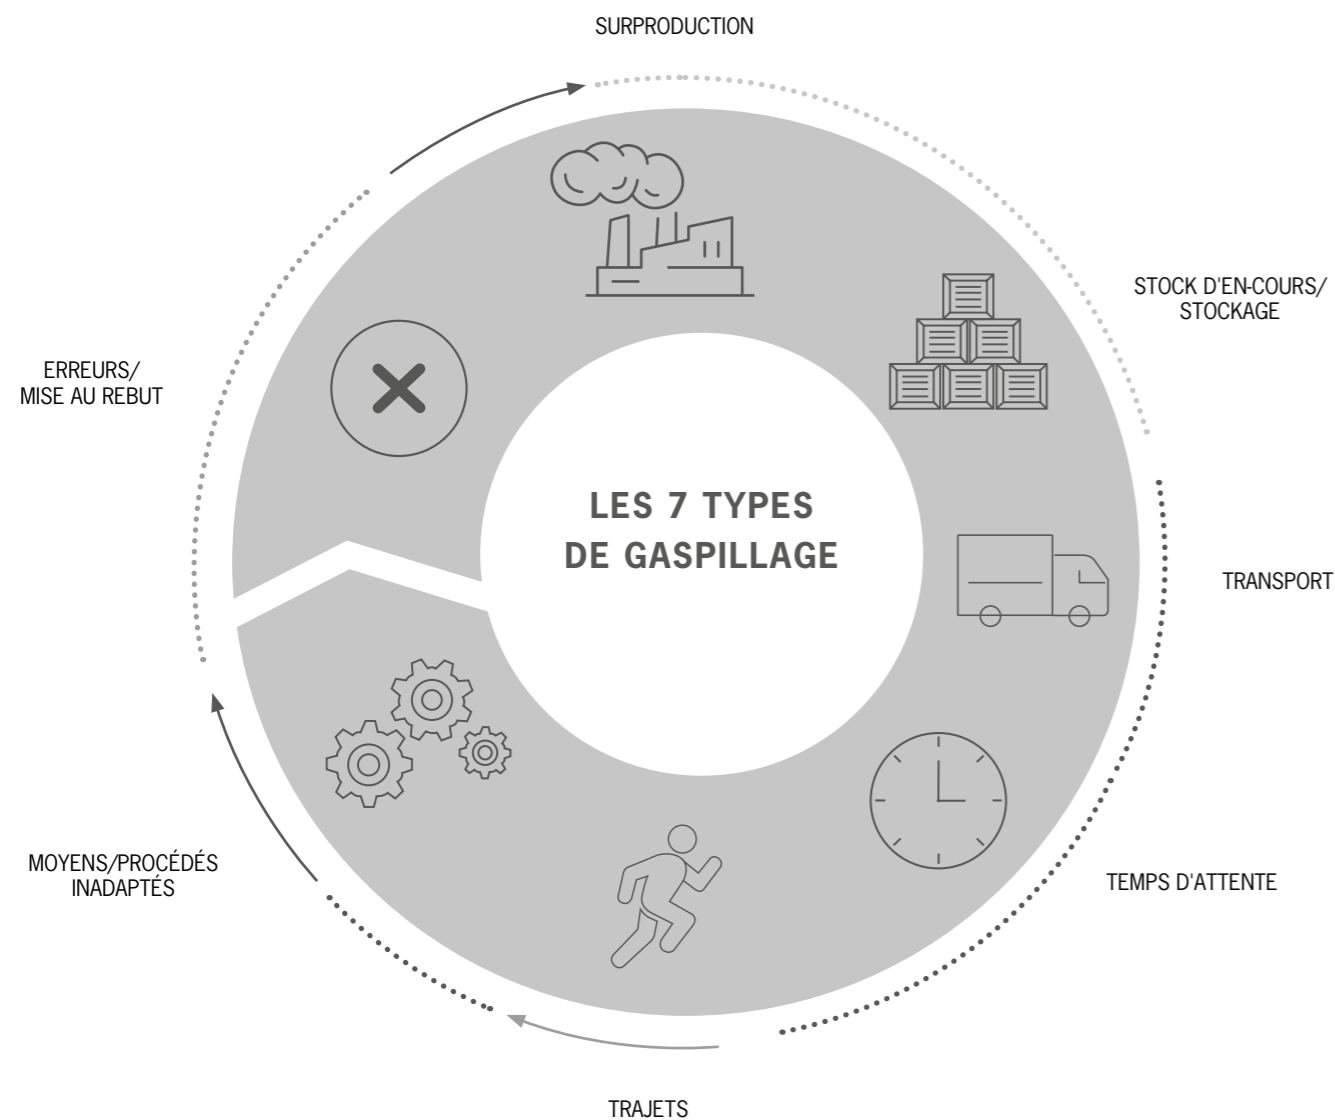 SURPRODUCTION
STOCK D'EN-COURS/
STOCKAGE
ERREURS/
MISE AU REBUT
LES 7 TYPES
DE GASPILLAGE
TRANSPORT
MOYENS/PROCÉDÉS
INADAPTÉS
TEMPS D'ATTENTE
TRAJETS